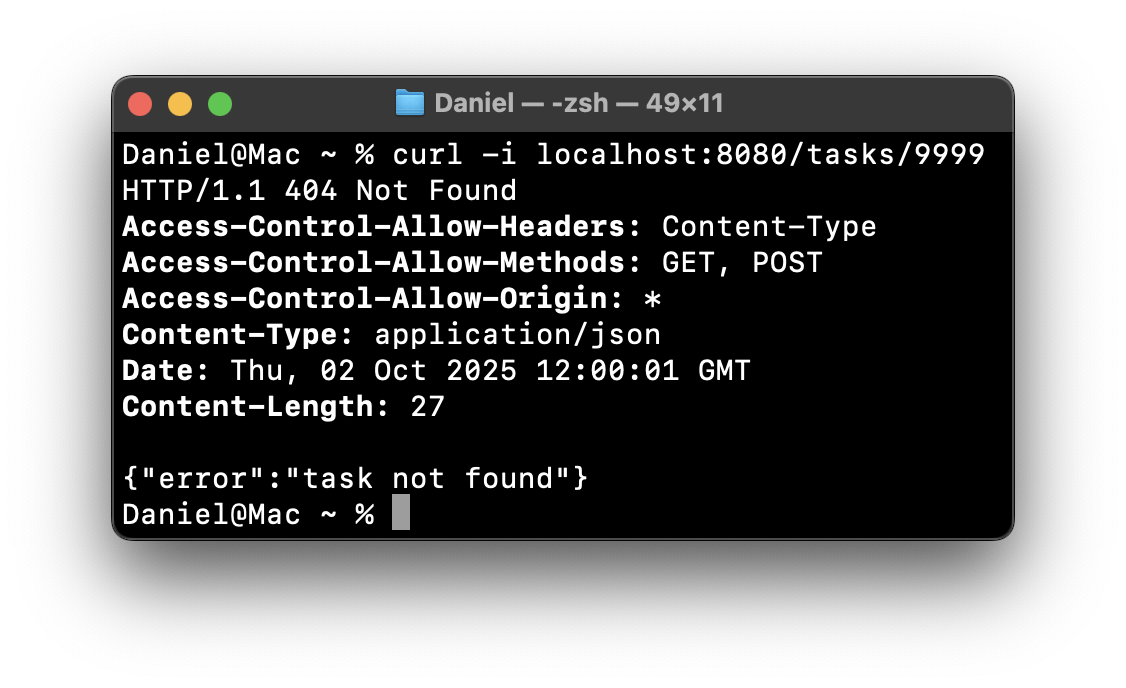 Daniel — -zsh — 49×11
Daniel@Mac ~ % curl -i localhost:8080/tasks/9999
HTTP/1.1 404 Not Found
Access-Control-Allow-Headers: Content-Type
Access-Control-Allow-Methods: GET, POST
Access-Control-Allow-Origin: *
Content-Type: application/json
Date: Thu, 02 Oct 2025 12:00:01 GMT
Content-Length: 27

{"error":"task not found"}
Daniel@Mac ~ %